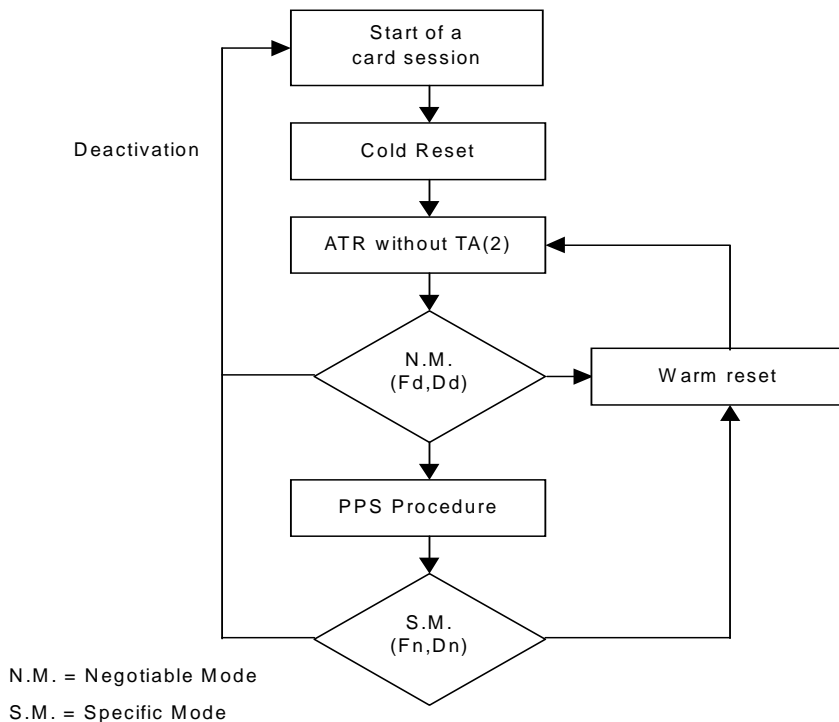 Start of a
card session
Deactivation
Cold Reset
ATR without TA(2)
N.M.
(Fd,Dd)
Warm reset
PPS Procedure
S.M.
(Fn,Dn)
N.M. = Negotiable Mode
S.M. = Specific Mode